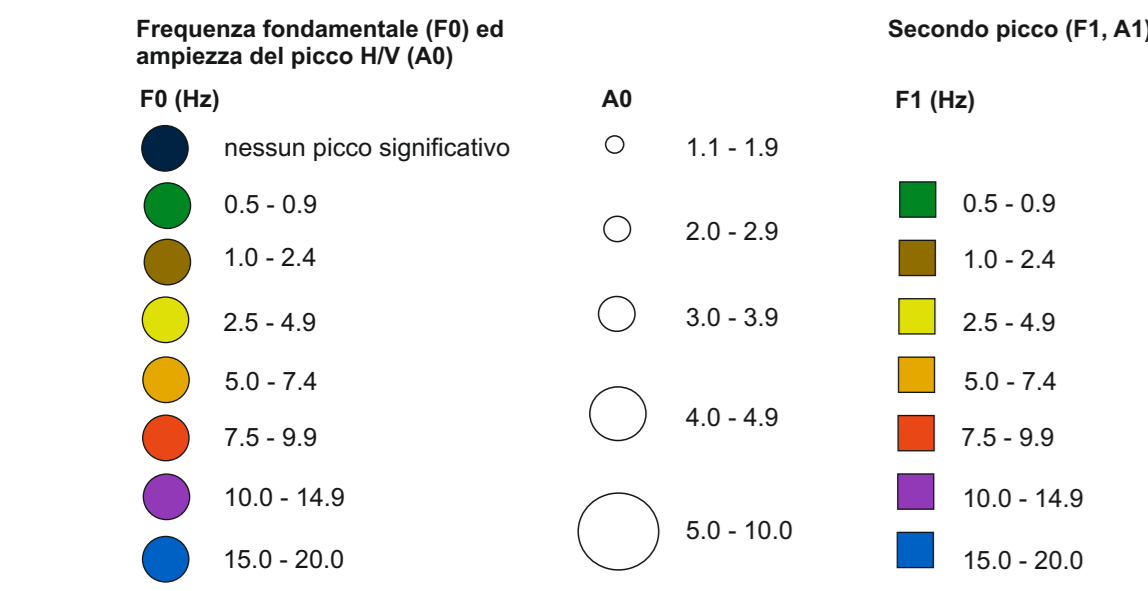 Frequenza fondamentale (F0) ed
ampiezza del picco H/V (A0)
Secondo picco (F1, A1)
F0 (Hz)
nessun picco significativo
0.5 - 0.9
1.0 - 2.4
2.5 - 4.9
5.0 - 7.4
7.5 - 9.9
10.0 - 14.9
15.0 - 20.0
A0
1.1 - 1.9
2.0 - 2.9
3.0 - 3.9
4.0 - 4.9
5.0 - 10.0
F1 (Hz)
0.5 - 0.9
1.0 - 2.4
2.5 - 4.9
5.0 - 7.4
7.5 - 9.9
10.0 - 14.9
15.0 - 20.0